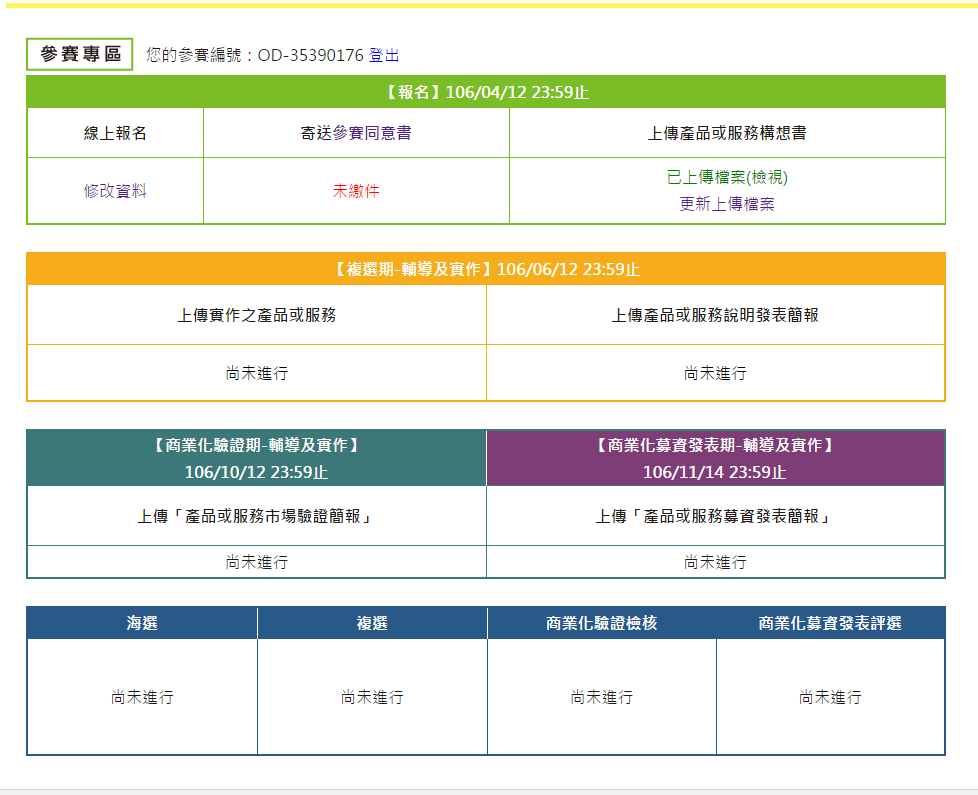 參賽專區 您的參賽編號：OD-35390176 登出
【報名】106/04/12 23:59止
線上報名 寄送參賽同意書 上傳產品或服務構想書
修改資料 未繳件 已上傳檔案(檢視)
更新上傳檔案
【複選期-輔導及實作】106/06/12 23:59止
上傳實作之產品或服務 上傳產品或服務說明發表簡報
尚未進行 尚未進行
【商業化驗證期-輔導及實作】 【商業化募資發表期-輔導及實作】
106/10/12 23:59止 106/11/14 23:59止
上傳「產品或服務市場驗證簡報」 上傳「產品或服務募資發表簡報」
尚未進行 尚未進行
海選 複選 商業化驗證檢核 商業化募資發表評選
尚未進行 尚未進行 尚未進行 尚未進行